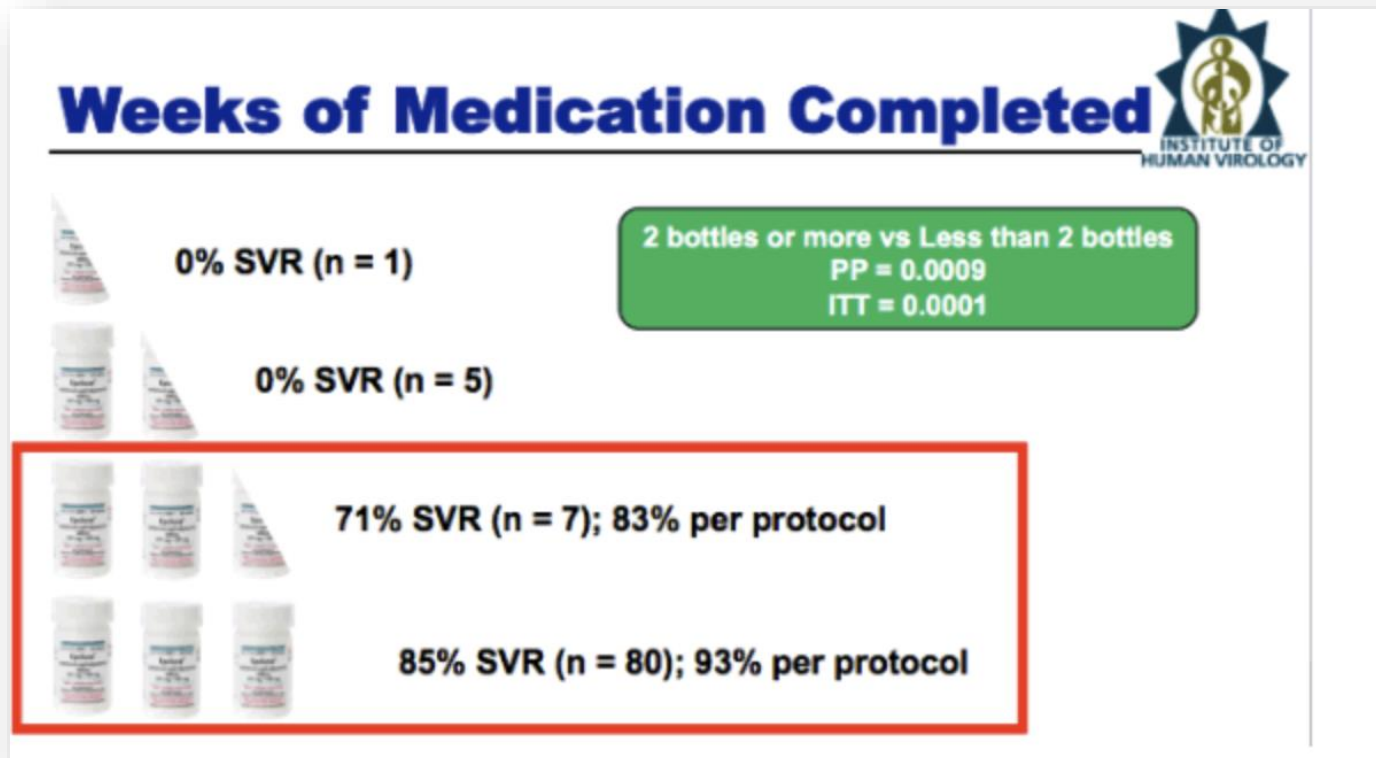 Weeks of Medication Completed
INSTITUTE OF
HUMAN VIROLOGY
0% SVR (n = 1)
2 bottles or more vs Less than 2 bottles
PP = 0.0009
ITT = 0.0001
0% SVR (n = 5)
71% SVR (n = 7); 83% per protocol
85% SVR (n = 80); 93% per protocol